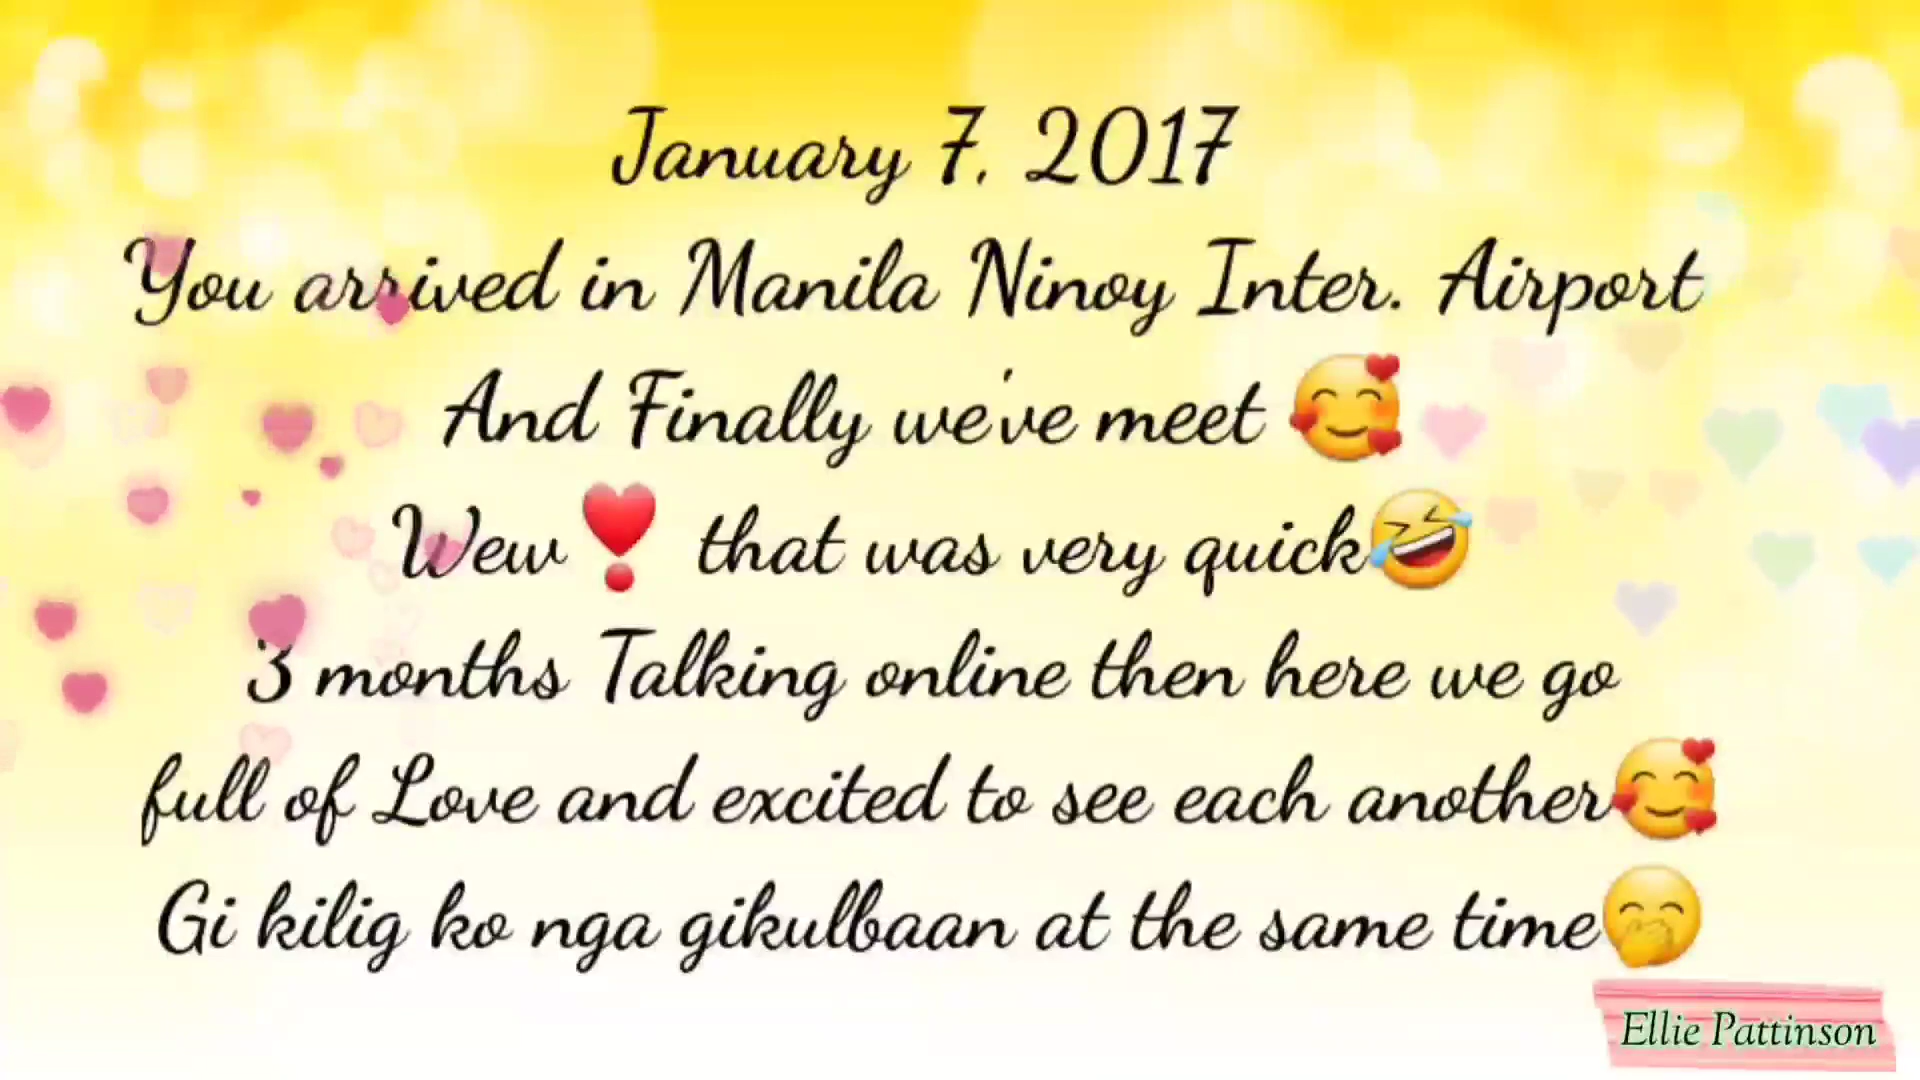 January 7, 2017
You arrived in Manila Ninoy Inter. Airport
And Finally we've meet 🥰
Wew❣️ that was very quick🤣
3 months Talking online then here we go
full of Love and excited to see each another🥰
Gi kilig ko nga gikulbaan at the same time🤭
Ellie Pattinson